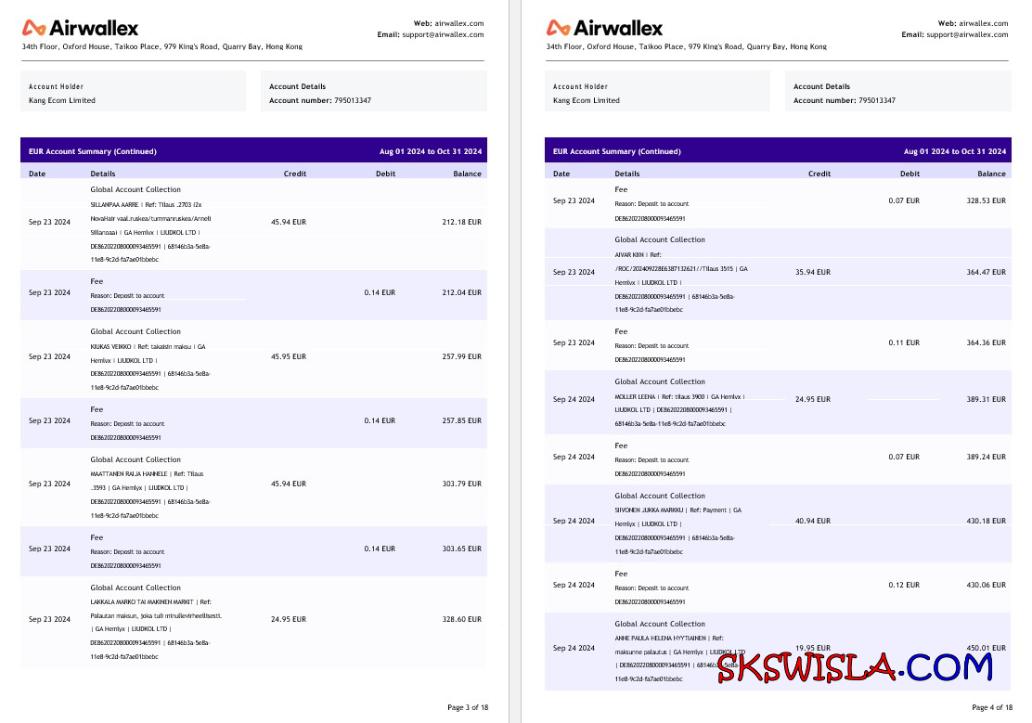 Airwallex
Web: airwallex.com
Email: support@airwallex.com
34th Floor, Oxford House, Taikoo Place, 979 King's Road, Quarry Bay, Hong Kong
Account Holder
Kang Ecom Limited
Account Details
Account number: 795013347
EUR Account Summary (Continued) Aug 01 2024 to Oct 31 2024
Date Details Credit Debit Balance
Global Account Collection
SILLANPAA AARRE | Ref: Tilaus .2703 (2x
NovaHair vaal.ruskea/tummanruskea/Anneli
Sillanpaa) | GA Hemlyx | LIUDKOL LTD |
Sep 23 2024 45.94 EUR 212.18 EUR
DE86202208000093465591 | 68146b3a-5e8a-
11e8-9c2d-fa7ae01bbebc
Fee
Sep 23 2024 Reason: Deposit to account 0.14 EUR 212.04 EUR
DE86202208000093465591
Global Account Collection
KIUKAS VEIKKO | Ref: takaisin maksu | GA
Sep 23 2024 Hemlyx | LIUDKOL LTD | 45.95 EUR 257.99 EUR
DE86202208000093465591 | 68146b3a-5e8a-
11e8-9c2d-fa7ae01bbebc
Fee
Sep 23 2024 Reason: Deposit to account 0.14 EUR 257.85 EUR
DE86202208000093465591
Global Account Collection
MAATTANEN RAIJA HANNELE | Ref: Tilaus
Sep 23 2024 .3593 | GA Hemlyx | LIUDKOL LTD | 45.94 EUR 303.79 EUR
DE86202208000093465591 | 68146b3a-5e8a-
11e8-9c2d-fa7ae01bbebc
Fee
Sep 23 2024 Reason: Deposit to account 0.14 EUR 303.65 EUR
DE86202208000093465591
Global Account Collection
LAKKALA MARKO TAI MAKINEN MARKIT | Ref:
Sep 23 2024 Palautan maksun, joka tuli minulle virheellisesti. 24.95 EUR 328.60 EUR
| GA Hemlyx | LIUDKOL LTD |
DE86202208000093465591 | 68146b3a-5e8a-
11e8-9c2d-fa7ae01bbebc
Page 3 of 18
Airwallex
Web: airwallex.com
Email: support@airwallex.com
34th Floor, Oxford House, Taikoo Place, 979 King's Road, Quarry Bay, Hong Kong
Account Holder
Kang Ecom Limited
Account Details
Account number: 795013347
EUR Account Summary (Continued) Aug 01 2024 to Oct 31 2024
Date Details Credit Debit Balance
Fee
Sep 23 2024 Reason: Deposit to account 0.07 EUR 328.53 EUR
DE86202208000093465591
Global Account Collection
AIVAR KIIN | Ref:
Sep 23 2024 /ROC/20240922BE6387132621//Tilaus 3515 | GA 35.94 EUR 364.47 EUR
Hemlyx | LIUDKOL LTD |
DE86202208000093465591 | 68146b3a-5e8a-
11e8-9c2d-fa7ae01bbebc
Fee
Sep 23 2024 Reason: Deposit to account 0.11 EUR 364.36 EUR
DE86202208000093465591
Global Account Collection
Sep 24 2024 MOLLER LEENA | Ref: tilaus 3900 | GA Hemlyx | 24.95 EUR 389.31 EUR
LIUDKOL LTD | DE86202208000093465591 |
68146b3a-5e8a-11e8-9c2d-fa7ae01bbebc
Fee
Sep 24 2024 Reason: Deposit to account 0.07 EUR 389.24 EUR
DE86202208000093465591
Global Account Collection
SIIVONEN JUKKA MARKKU | Ref: Payment | GA
Sep 24 2024 Hemlyx | LIUDKOL LTD | 40.94 EUR 430.18 EUR
DE86202208000093465591 | 68146b3a-5e8a-
11e8-9c2d-fa7ae01bbebc
Fee
Sep 24 2024 Reason: Deposit to account 0.12 EUR 430.06 EUR
DE86202208000093465591
Global Account Collection
ANNE PAULA HELENA HYYTIAINEN | Ref:
Sep 24 2024 maksunne palautus | GA Hemlyx | LIUDKOL LTD 19.95 EUR 450.01 EUR
| DE86202208000093465591 | 68146b3a-5e8a-
11e8-9c2d-fa7ae01bbebc
SKSWISLA.COM
Page 4 of 18